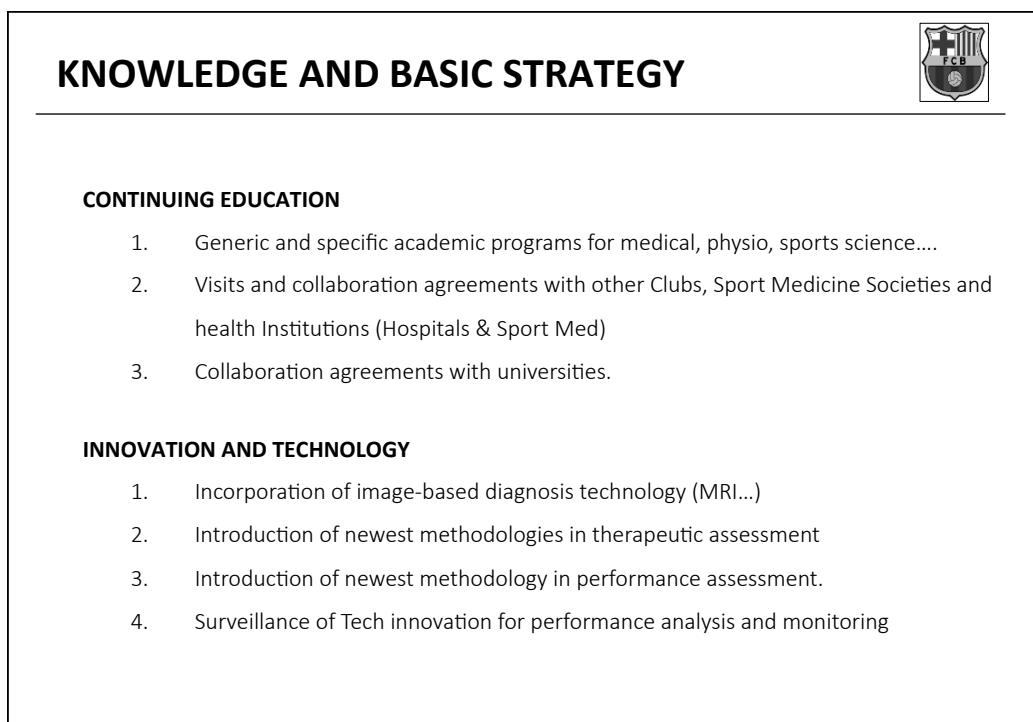 KNOWLEDGE AND BASIC STRATEGY
FCB
CONTINUING EDUCATION
1. Generic and specific academic programs for medical, physio, sports science....
2. Visits and collaboration agreements with other Clubs, Sport Medicine Societies and
health Institutions (Hospitals & Sport Med)
3. Collaboration agreements with universities.
INNOVATION AND TECHNOLOGY
1. Incorporation of image-based diagnosis technology (MRI...)
2. Introduction of newest methodologies in therapeutic assessment
3. Introduction of newest methodology in performance assessment.
4. Surveillance of Tech innovation for performance analysis and monitoring